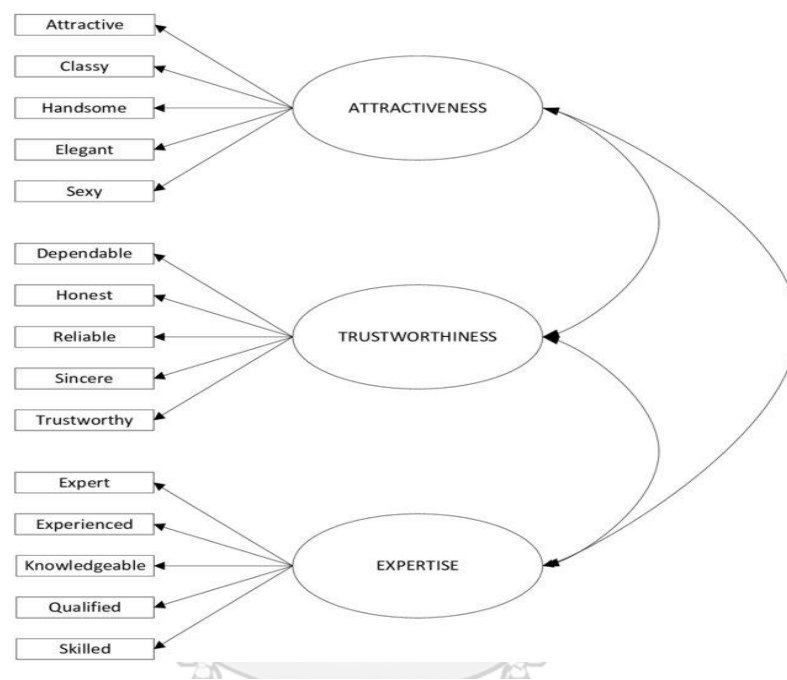 Attractive
Classy
Handsome
Elegant
Sexy
ATTRACTIVENESS
Dependable
Honest
Reliable
Sincere
Trustworthy
TRUSTWORTHINESS
Expert
Experienced
Knowledgeable
Qualified
Skilled
EXPERTISE